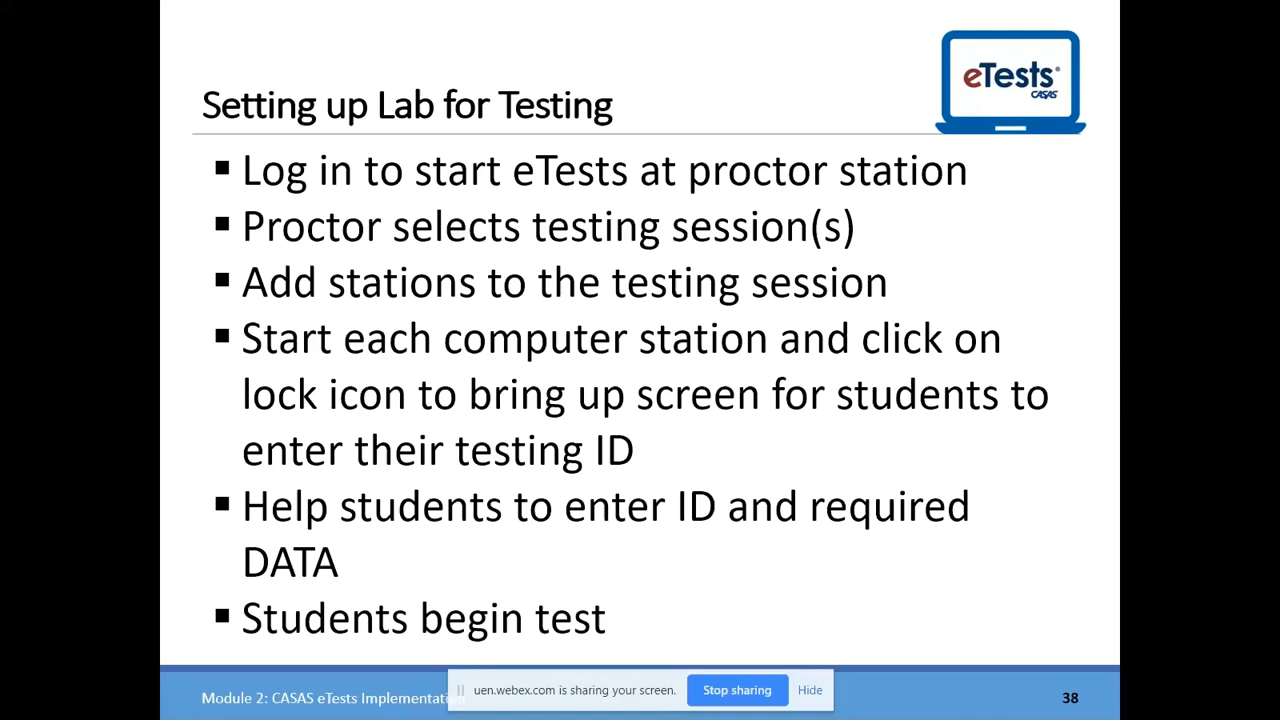 eTests®
CASAS
Setting up Lab for Testing
▪ Log in to start eTests at proctor station
▪ Proctor selects testing session(s)
▪ Add stations to the testing session
▪ Start each computer station and click on
lock icon to bring up screen for students to
enter their testing ID
▪ Help students to enter ID and required
DATA
▪ Students begin test
Module 2: CASAS eTests Implementation
uen.webex.com is sharing your screen.
Stop sharing
Hide
38